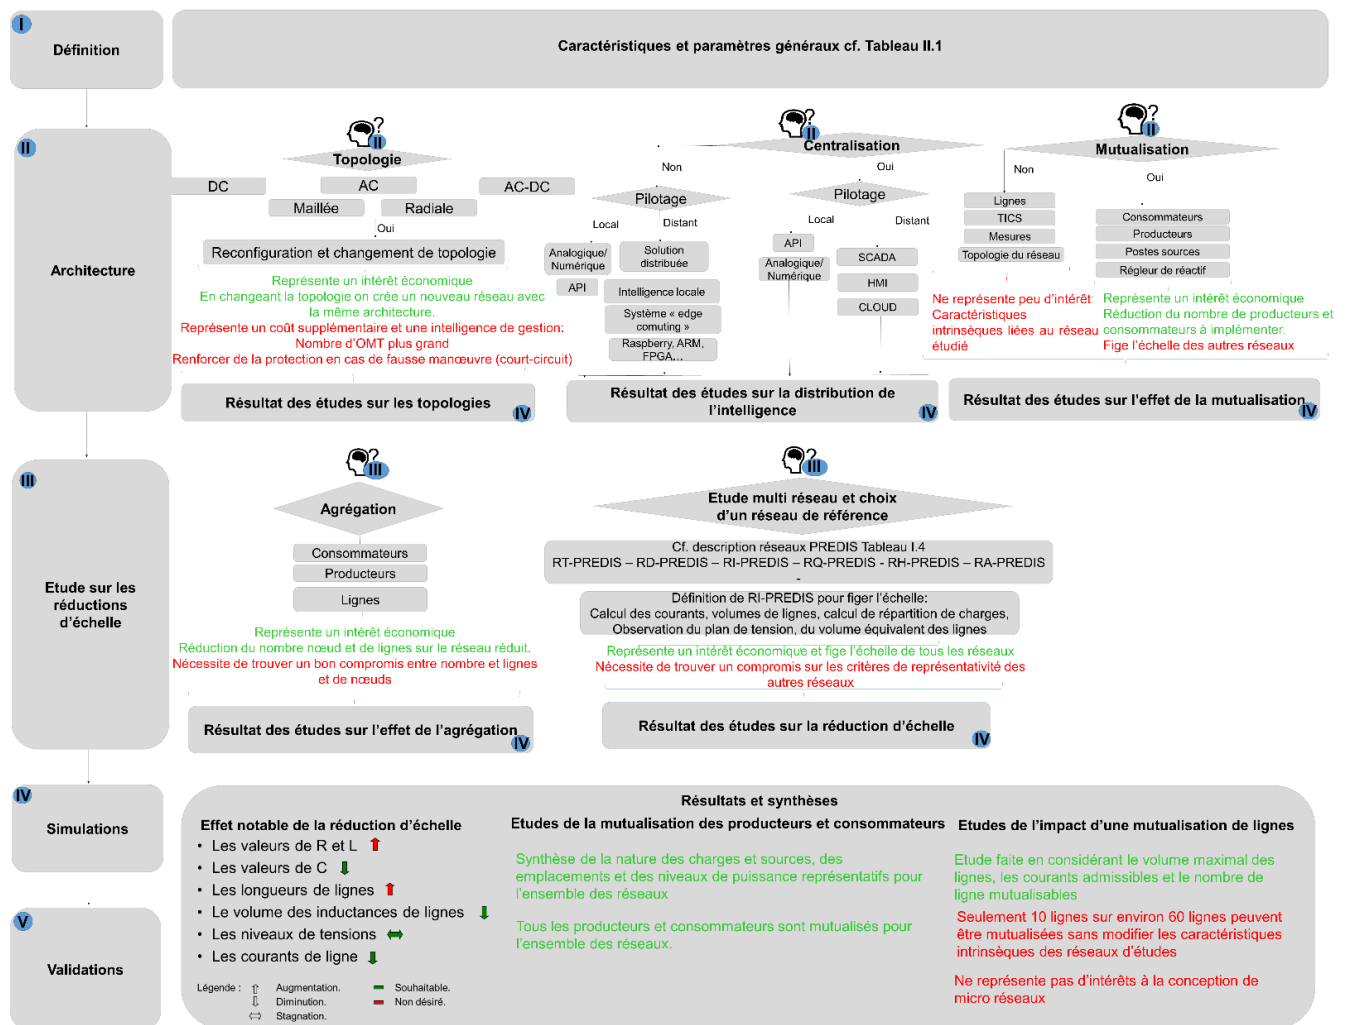 I
Définition
Caractéristiques et paramètres généraux cf. Tableau II.1
II
Architecture
?
II
Topologie
DC
AC
AC-DC
Maillée
Radiale
Oui
Reconfiguration et changement de topologie
Représente un intérêt économique
En changeant la topologie on crée un nouveau réseau avec
la même architecture.
Représente un coût supplémentaire et une intelligence de gestion:
Nombre d'OMT plus grand
Renforcer de la protection en cas de fausse manœuvre (court-circuit)
Résultat des études sur les topologies
IV
?
II
Centralisation
Non
Oui
Pilotage
Local
Distant
Analogique/
Numérique
API
Solution
distribuée
Intelligence locale
Système « edge
comuting »
Raspberry, ARM,
FPGA...
Pilotage
Local
Distant
API
Analogique/
Numérique
SCADA
HMI
CLOUD
Résultat des études sur la distribution de
l'intelligence
IV
?
II
Mutualisation
Non
Oui
Lignes
TICS
Mesures
Topologie du réseau
Consommateurs
Producteurs
Postes sources
Régleur de réactif
Ne représente peu d'intérêt:
Caractéristiques
intrinsèques liées au réseau
étudié
Représente un intérêt économique
Réduction du nombre de producteurs et
consommateurs à implémenter.
Fige l'échelle des autres réseaux
Résultat des études sur l'effet de la mutualisation
IV
III
Etude sur les
réductions
d'échelle
?
III
Agrégation
Consommateurs
Producteurs
Lignes
Représente un intérêt économique
Réduction du nombre nœud et de lignes sur le réseau réduit.
Nécessite de trouver un bon compromis entre nombre et lignes
et de nœuds
Résultat des études sur l'effet de l'agrégation
IV
?
III
Etude multi réseau et choix
d'un réseau de référence
Cf. description réseaux PREDIS Tableau I.4
RT-PREDIS – RD-PREDIS – RI-PREDIS – RQ-PREDIS - RH-PREDIS – RA-PREDIS
-
Définition de RI-PREDIS pour figer l'échelle:
Calcul des courants, volumes de lignes, calcul de répartition de charges,
Observation du plan de tension, du volume équivalent des lignes
Représente un intérêt économique et fige l'échelle de tous les réseaux
Nécessite de trouver un compromis sur les critères de représentativité des
autres réseaux
Résultat des études sur la réduction d'échelle
IV
IV
Simulations
V
Validations
Résultats et synthèses
Effet notable de la réduction d'échelle
• Les valeurs de R et L
• Les valeurs de C
• Les longueurs de lignes
• Le volume des inductances de lignes
• Les niveaux de tensions
• Les courants de ligne
Légende :
Augmentation.
Diminution.
Stagnation.
Souhaitable.
Non désiré.
Etudes de la mutualisation des producteurs et consommateurs
Synthèse de la nature des charges et sources, des
emplacements et des niveaux de puissance représentatifs pour
l'ensemble des réseaux
Tous les producteurs et consommateurs sont mutualisés pour
l'ensemble des réseaux.
Etudes de l'impact d'une mutualisation de lignes
Etude faite en considérant le volume maximal des
lignes, les courants admissibles et le nombre de
ligne mutualisables
Seulement 10 lignes sur environ 60 lignes peuvent
être mutualisées sans modifier les caractéristiques
intrinsèques des réseaux d'études
Ne représente pas d'intérêts à la conception de
micro réseaux